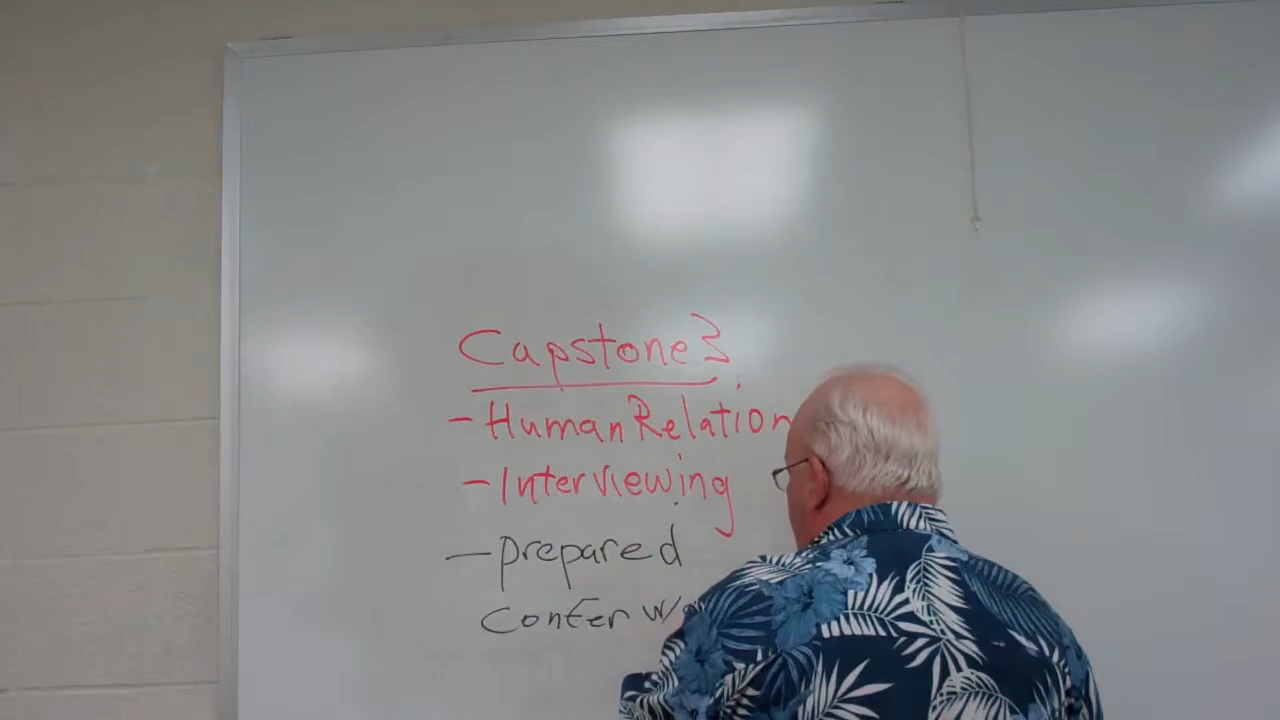 Capstone 3
- Human Relation
- Interviewing
- prepared
confer w/